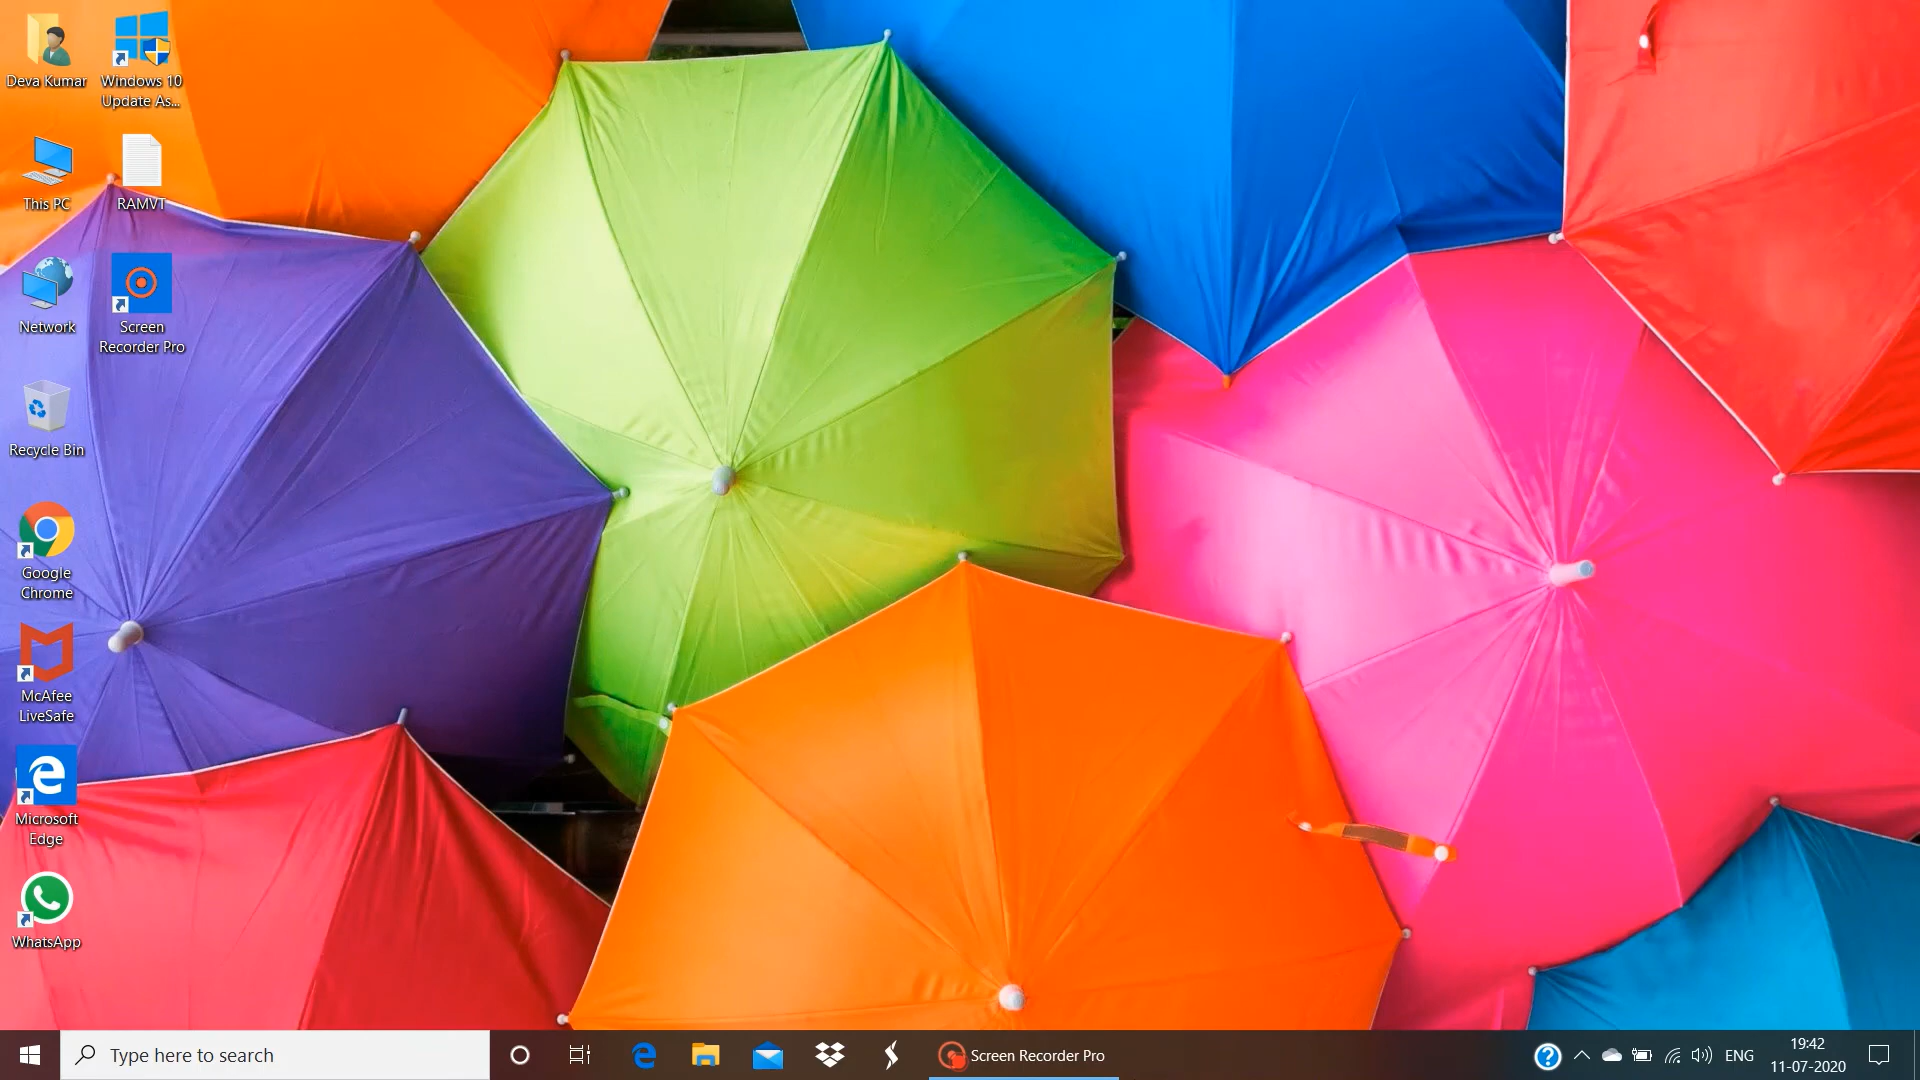 Deva Kumar
Windows 10
Update As...
This PC
RAMVT
Network
Screen
Recorder Pro
Recycle Bin
Google
Chrome
McAfee
LiveSafe
Microsoft
Edge
WhatsApp
Type here to search
Screen Recorder Pro
ENG
19:42
11-07-2020